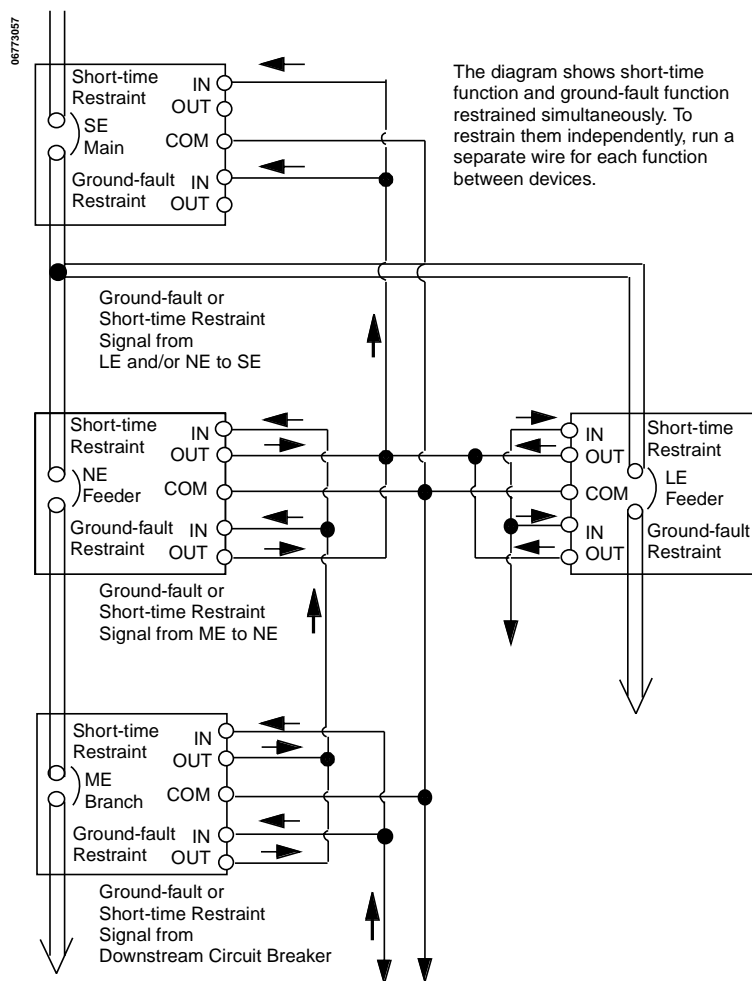 06773057
Short-time
Restraint
IN
OUT
SE
Main
COM
Ground-fault
Restraint
IN
OUT
The diagram shows short-time
function and ground-fault function
restrained simultaneously. To
restrain them independently, run a
separate wire for each function
between devices.
Ground-fault or
Short-time Restraint
Signal from
LE and/or NE to SE
Short-time
Restraint
IN
OUT
NE
Feeder
COM
Ground-fault
Restraint
IN
OUT
IN
OUT
COM
IN
OUT
Short-time
Restraint
LE
Feeder
Ground-fault
Restraint
Ground-fault or
Short-time Restraint
Signal from ME to NE
Short-time
Restraint
IN
OUT
ME
Branch
COM
Ground-fault
Restraint
IN
OUT
Ground-fault or
Short-time Restraint
Signal from
Downstream Circuit Breaker